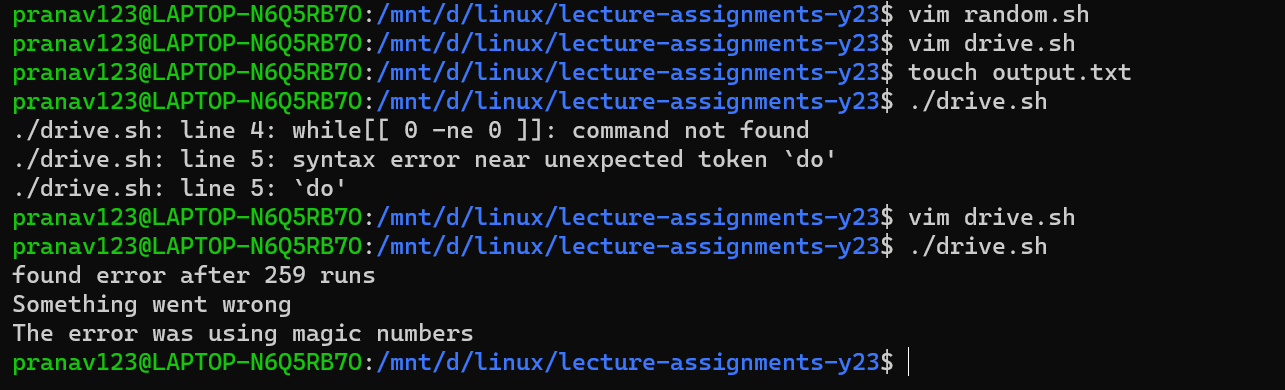 pranav123@LAPTOP-N6Q5RB7O:/mnt/d/linux/lecture-assignments-y23$ vim random.sh
pranav123@LAPTOP-N6Q5RB7O:/mnt/d/linux/lecture-assignments-y23$ vim drive.sh
pranav123@LAPTOP-N6Q5RB7O:/mnt/d/linux/lecture-assignments-y23$ touch output.txt
pranav123@LAPTOP-N6Q5RB7O:/mnt/d/linux/lecture-assignments-y23$ ./drive.sh
./drive.sh: line 4: while[[ 0 -ne 0 ]]: command not found
./drive.sh: line 5: syntax error near unexpected token `do'
./drive.sh: line 5: `do'
pranav123@LAPTOP-N6Q5RB7O:/mnt/d/linux/lecture-assignments-y23$ vim drive.sh
pranav123@LAPTOP-N6Q5RB7O:/mnt/d/linux/lecture-assignments-y23$ ./drive.sh
found error after 259 runs
Something went wrong
The error was using magic numbers
pranav123@LAPTOP-N6Q5RB7O:/mnt/d/linux/lecture-assignments-y23$